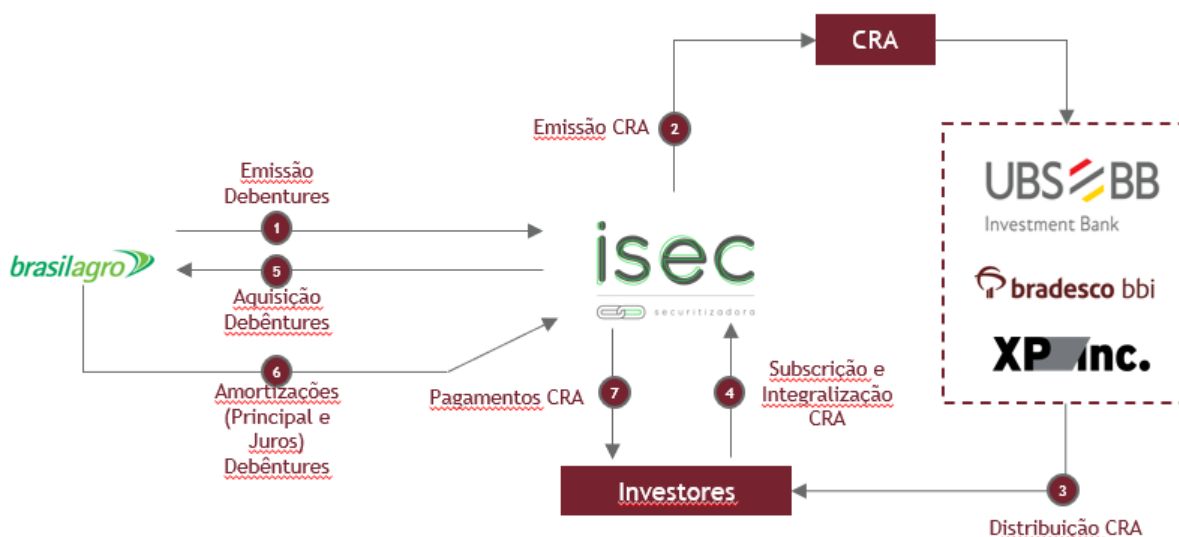 CRA
Emissão CRA
2
Emissão
Debentures
1
brasilagro
5
Aquisição
Debêntures
6
Amortizações
(Principal e
Juros)
Debêntures
isec
securitizadora
UBS BB
Investment Bank
bradesco bbi
XP inc.
Pagamentos CRA
7
4
Subscrição e
Integralização
CRA
Investores
3
Distribuição CRA